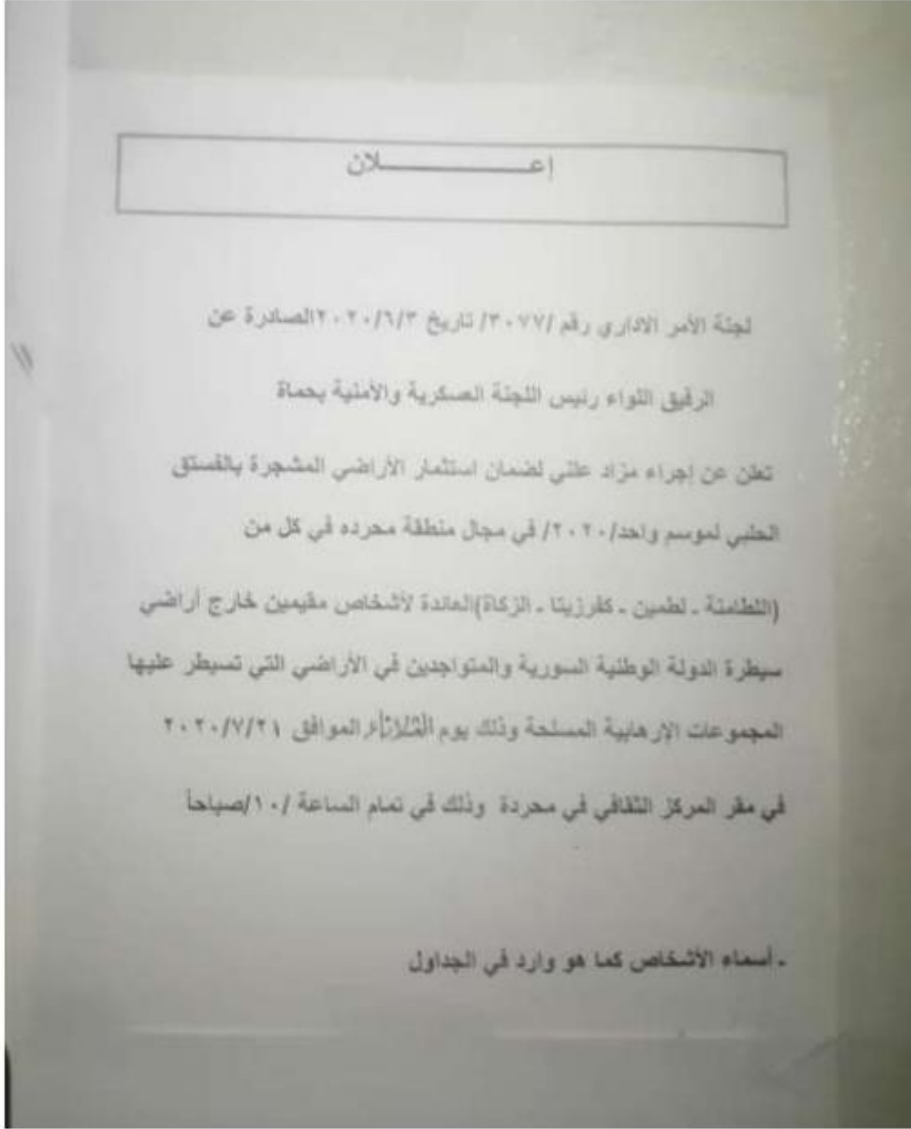 إعـــــــــلان
لجنة الأمر الاداري رقم /٣٠٧٧/ تاريخ ٢٠٢٠/٦/٣الصادرة عن
الرفيق اللواء رئيس اللجنة العسكرية والأمنية بحماة
تعلن عن إجراء مزاد علني لضمان استثمار الأراضي المشجرة بالفستق
الحلبي لموسم واحد/٢٠٢٠/ في مجال منطقة محرده في كل من
(اللطامنة ـ لطمين ـ كفرزيتا ـ الزكاة)العائدة لأشخاص مقيمين خارج أراضي
سيطرة الدولة الوطنية السورية والمتواجدين في الأراضي التي تسيطر عليها
المجموعات الإرهابية المسلحة وذلك يوم الثلاثاء الموافق ٢٠٢٠/٧/٢١
في مقر المركز الثقافي في محردة وذلك في تمام الساعة /١٠/صباحاً
ـ أسماء الأشخاص كما هو وارد في الجداول